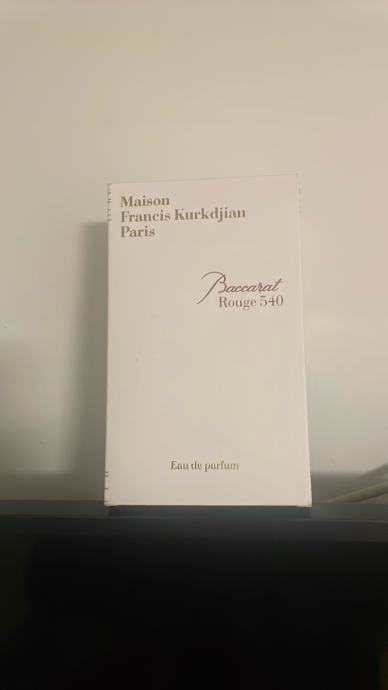 Maison
Francis Kurkdjian
Paris
Baccarat
Rouge 540
Eau de parfum